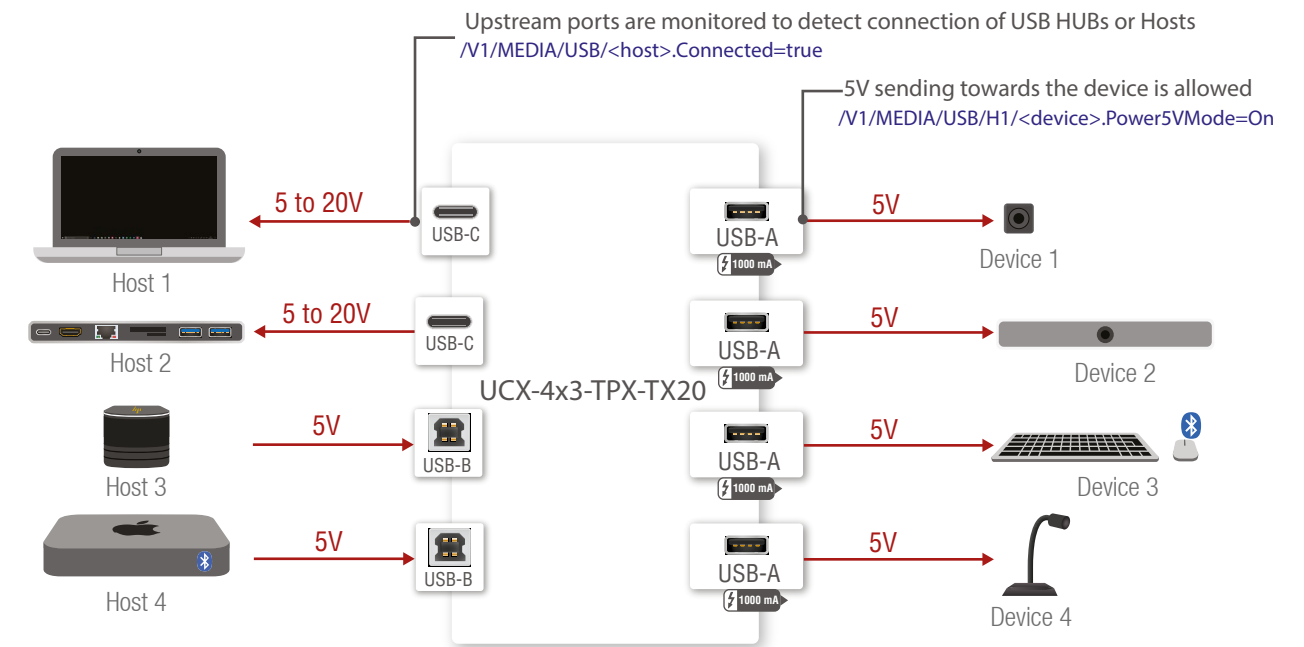 Upstream ports are monitored to detect connection of USB HUBs or Hosts
/V1/MEDIA/USB/<host>.Connected=true
5V sending towards the device is allowed
/V1/MEDIA/USB/H1/<device>.Power5VMode=On
5 to 20V
USB-C
Host 1
USB-A
1000 mA
5V
Device 1
5 to 20V
USB-C
Host 2
USB-A
1000 mA
5V
Device 2
UCX-4x3-TPX-TX20
5V
USB-B
Host 3
USB-A
1000 mA
5V
Device 3
5V
USB-B
Host 4
USB-A
1000 mA
5V
Device 4